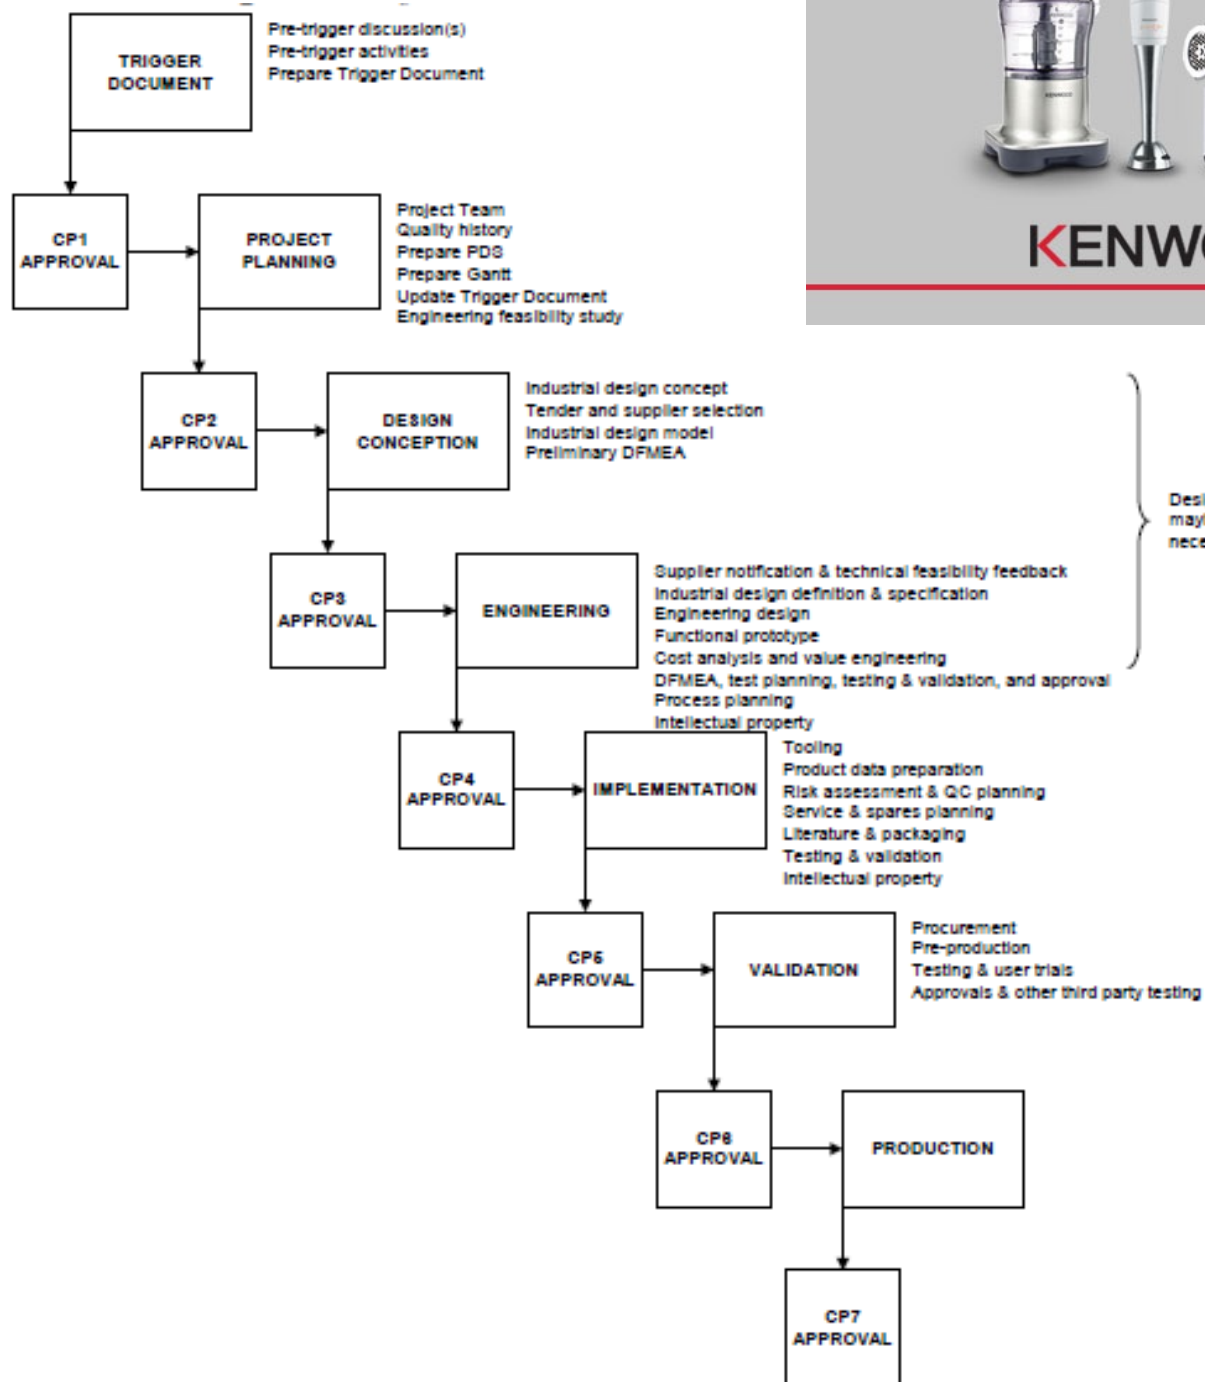 TRIGGER
DOCUMENT
Pre-trigger discussion(s)
Pre-trigger activities
Prepare Trigger Document
KENWOOD
CP1
APPROVAL
PROJECT
PLANNING
Project Team
Quality history
Prepare PDS
Prepare Gantt
Update Trigger Document
Engineering feasibility study
CP2
APPROVAL
DESIGN
CONCEPTION
Industrial design concept
Tender and supplier selection
Industrial design model
Preliminary DFMEA
CP3
APPROVAL
ENGINEERING
Supplier notification & technical feasibility feedback
Industrial design definition & specification
Engineering design
Functional prototype
Cost analysis and value engineering
DFMEA, test planning, testing & validation, and approval
Process planning
Intellectual property
CP4
APPROVAL
IMPLEMENTATION
Tooling
Product data preparation
Risk assessment & QC planning
Service & spares planning
Literature & packaging
Testing & validation
Intellectual property
CP5
APPROVAL
VALIDATION
Procurement
Pre-production
Testing & user trials
Approvals & other third party testing
CP6
APPROVAL
PRODUCTION
CP7
APPROVAL